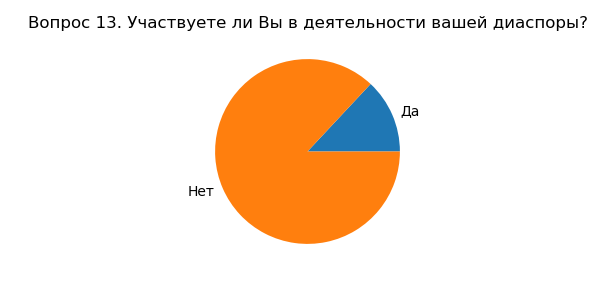 Вопрос 13. Участвуете ли Вы в деятельности вашей диаспоры?
Да
Нет